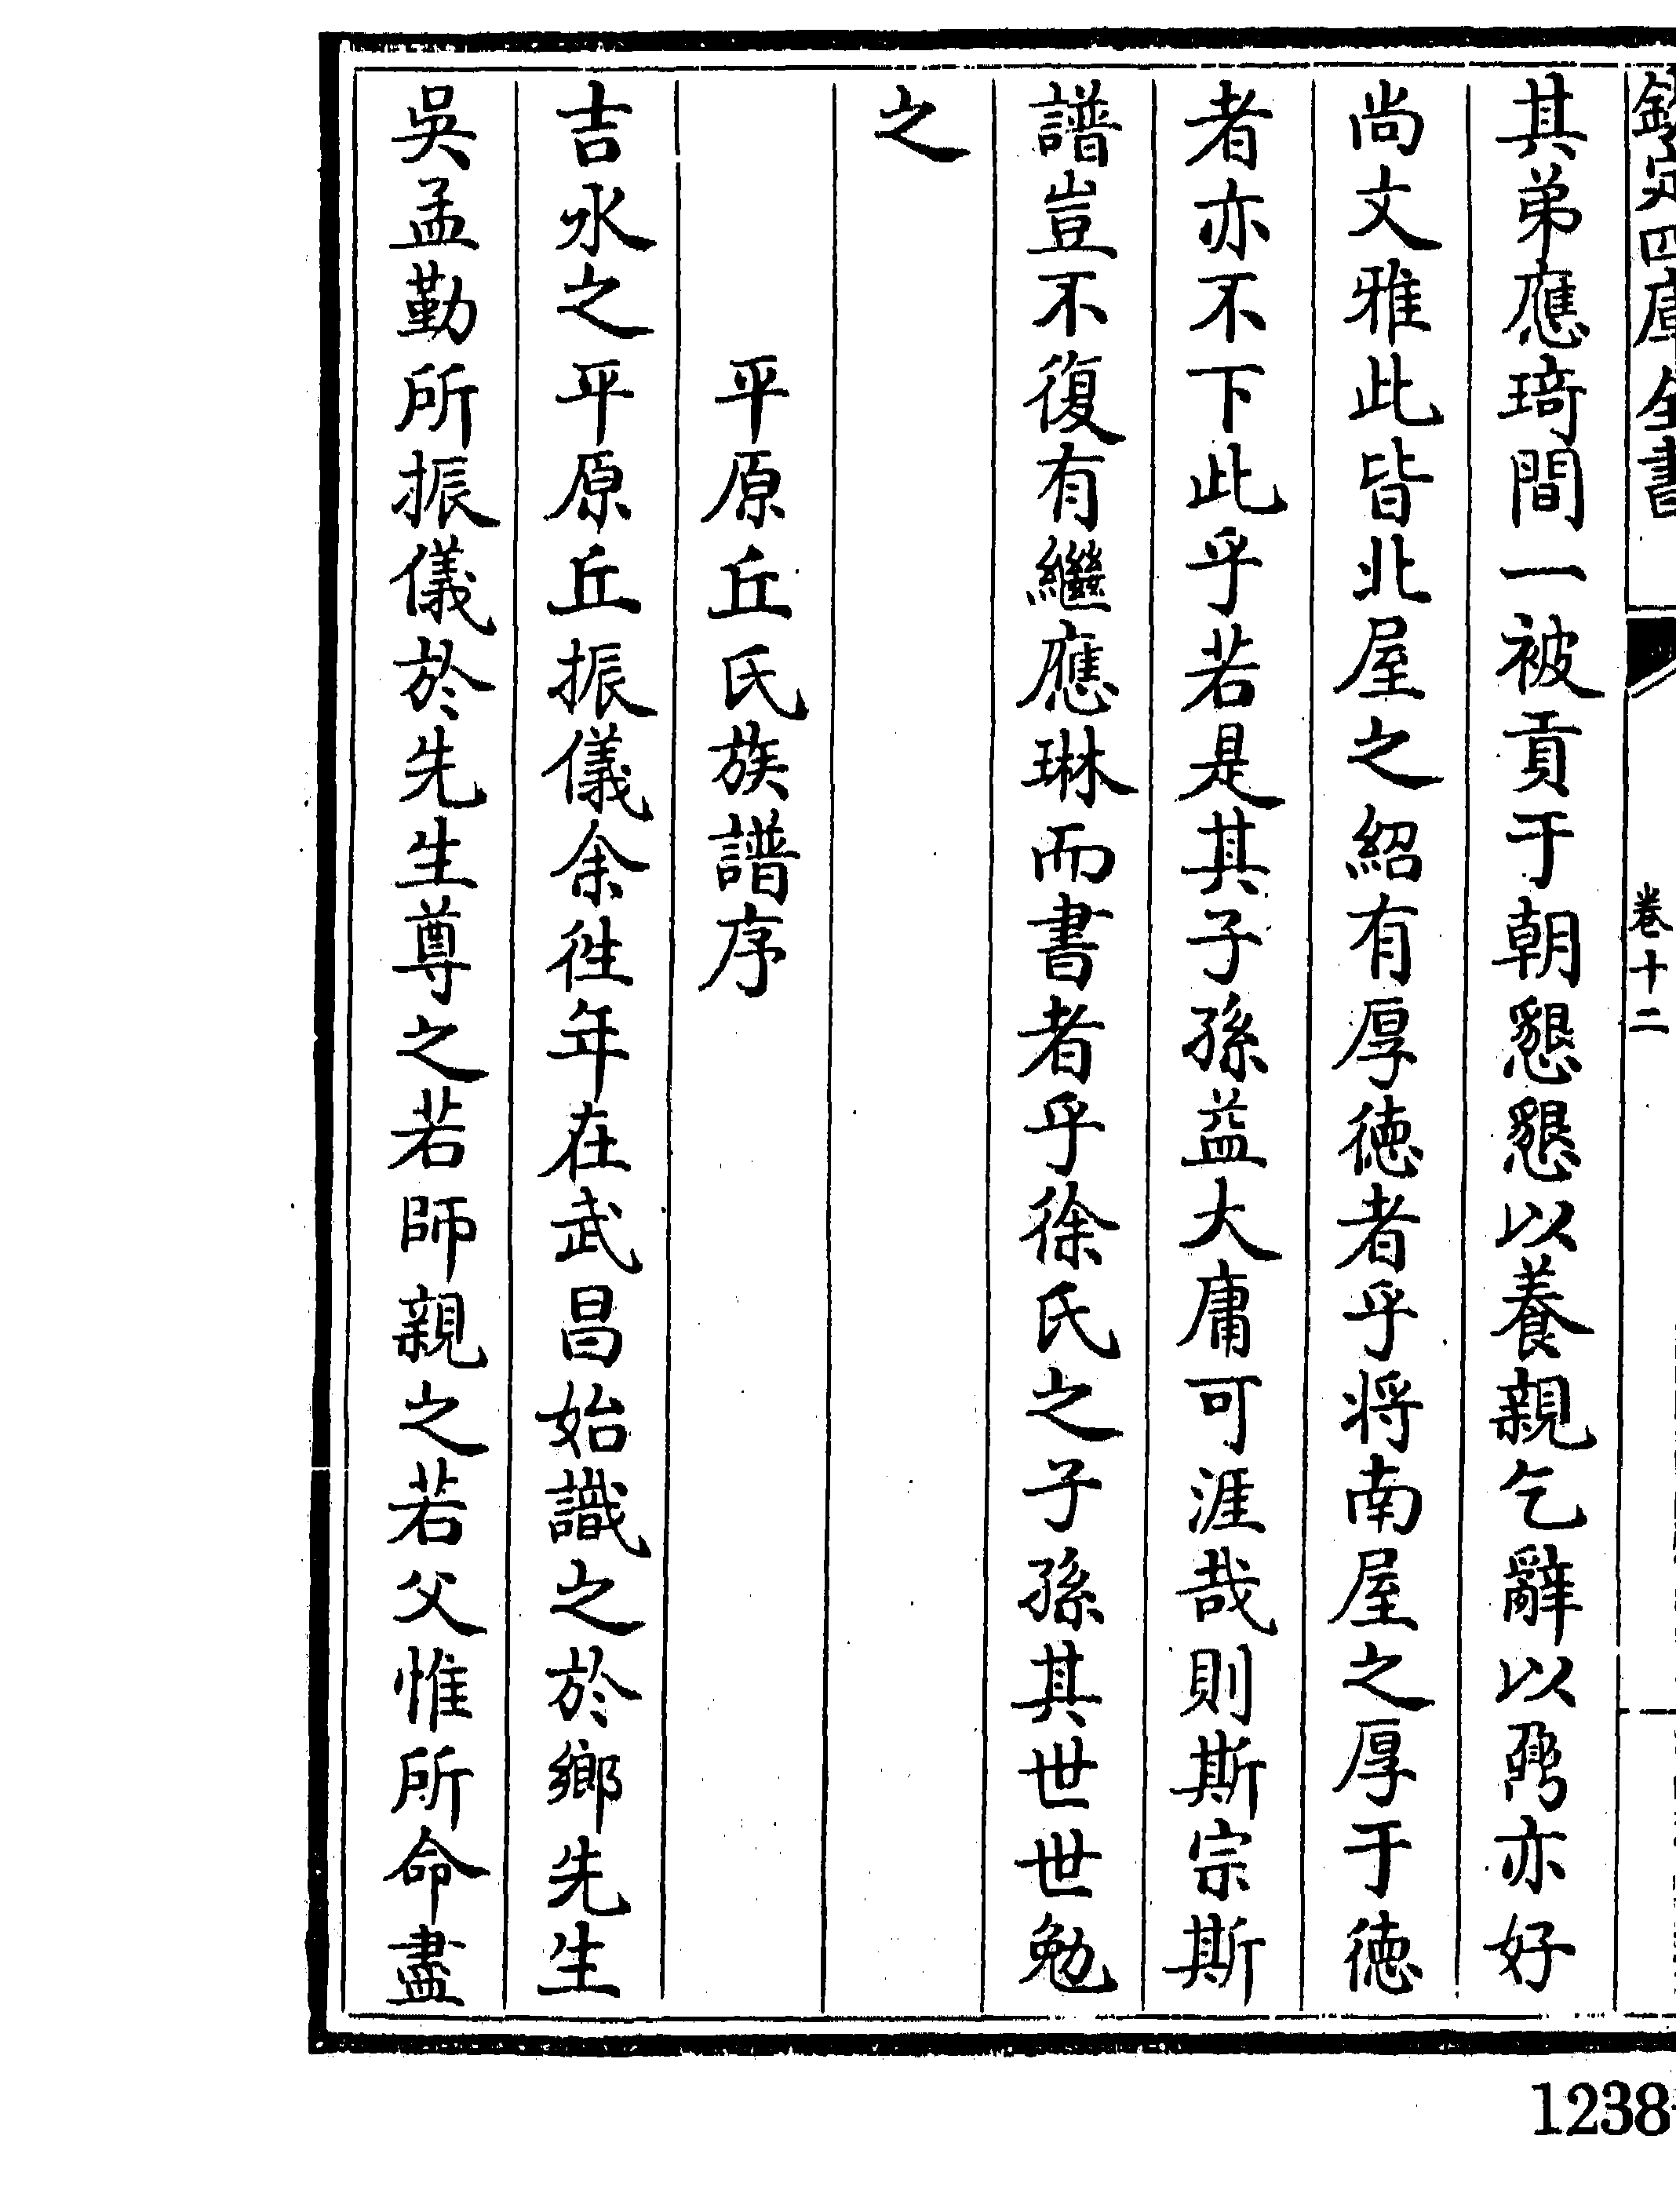 欽定四庫全書
卷十二
其弟應琦間一被貢于朝懇懇以養親乞辭以歸亦好
尚文雅此皆北屋之紹有厚徳者乎将南屋之厚于徳
者亦不下此乎若是其子孫益大庸可涯哉則斯宗斯
譜豈不復有繼應琳而書者乎徐氏之子孫其世世勉
之
平原丘氏族譜序
吉水之平原丘振儀余徃年在武昌始識之於鄉先生
吳孟勤所振儀於先生尊之若師親之若父惟所命盡
1238